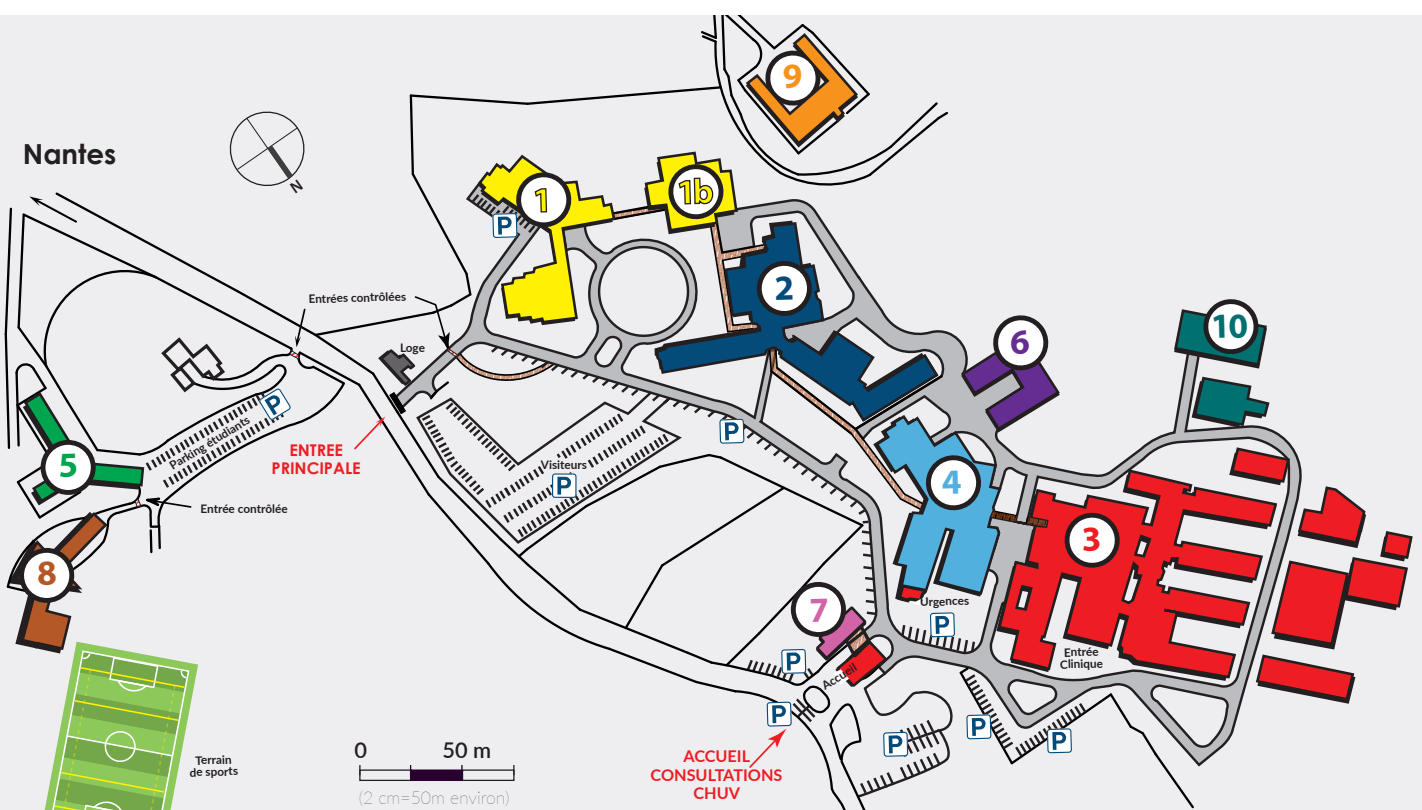 9
Nantes
N
1
1b
P
2
Entrées contrôlées
10
6
Loge
P
ENTREE
PRINCIPALE
Parking étudiants
P
5
Visiteurs
P
4
Entrée contrôlée
3
8
7
Urgences
P
Entrée
Clinique
P
Accueil
P
P
P
P
Terrain
de sports
0 50 m
(2 cm=50m environ)
ACCUEIL
CONSULTATIONS
CHUV